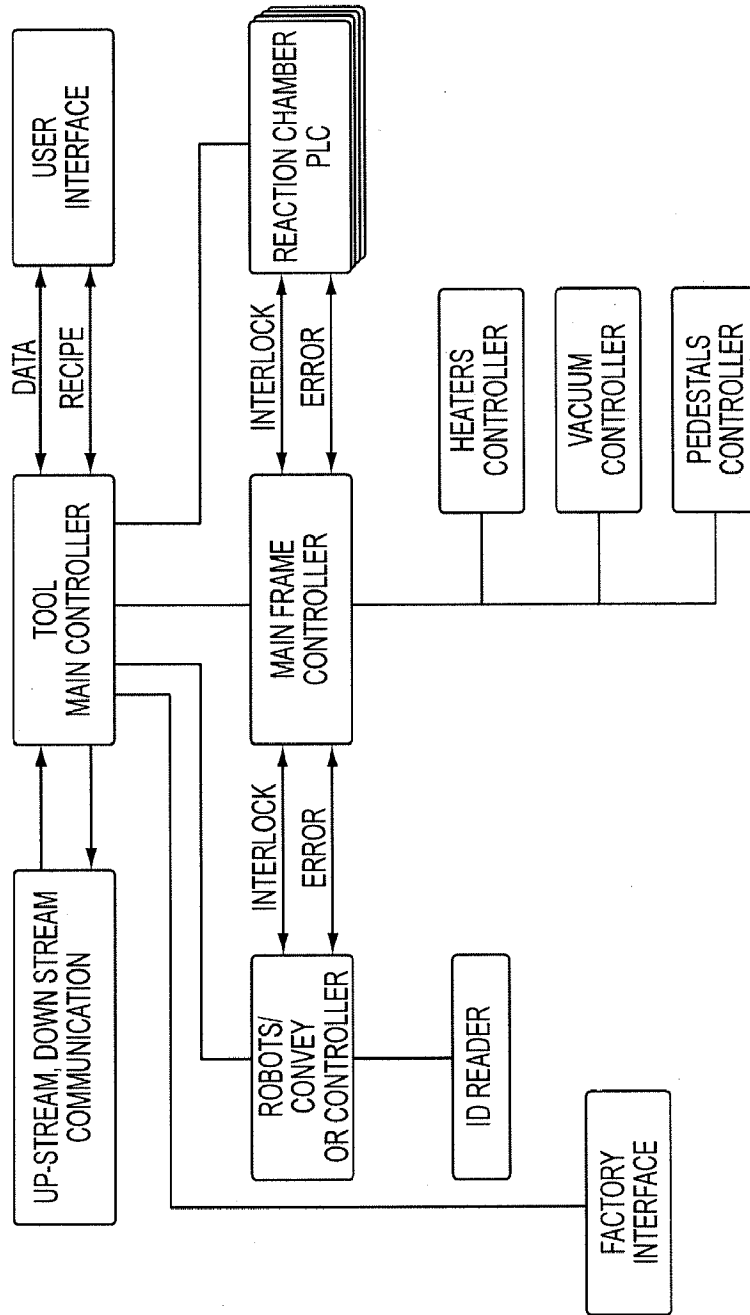 UP-STREAM, DOWN STREAM
COMMUNICATION
TOOL
MAIN CONTROLLER
DATA
RECIPE
USER
INTERFACE
ROBOTS/
CONVEY
OR CONTROLLER
INTERLOCK
ERROR
MAIN FRAME
CONTROLLER
INTERLOCK
ERROR
REACTION CHAMBER
PLC
ID READER
HEATERS
CONTROLLER
VACUUM
CONTROLLER
FACTORY
INTERFACE
PEDESTALS
CONTROLLER